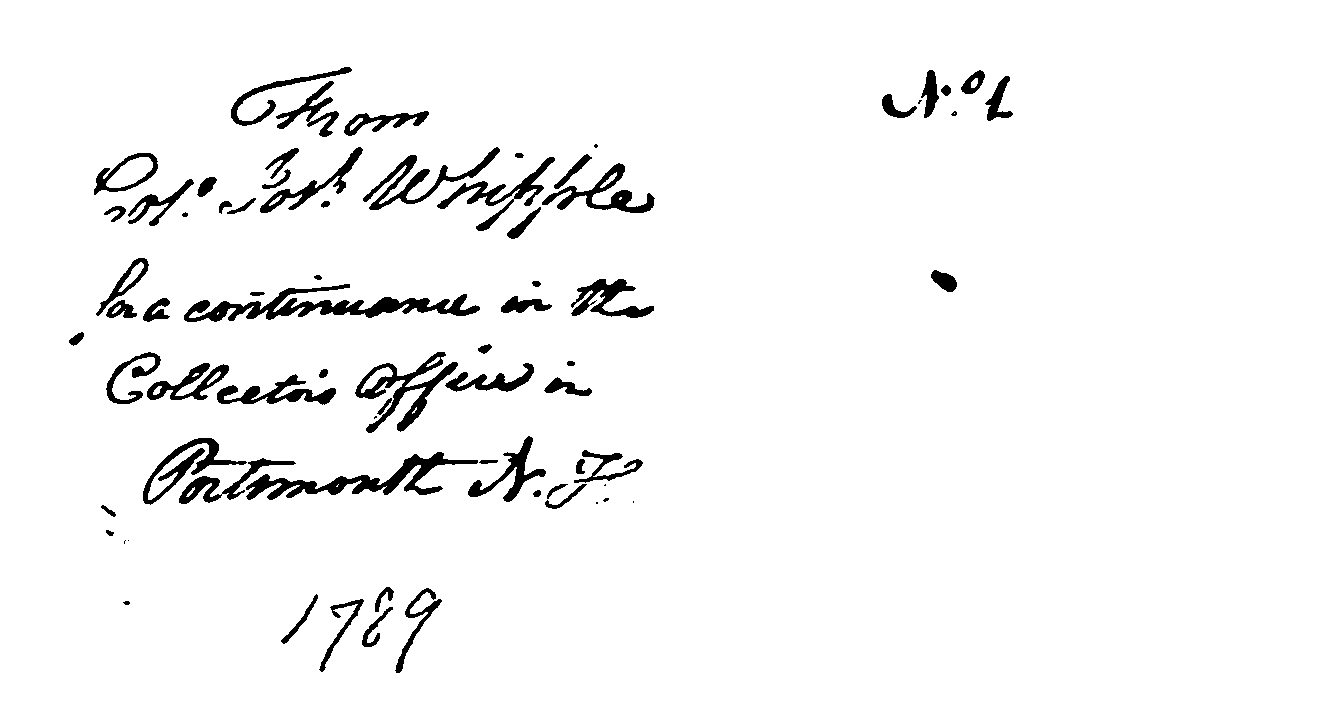 From
N.º 1
Col.º Jos.h Whipple
for a continuance in the
Collector's Office in
Portsmouth N. H.
1789